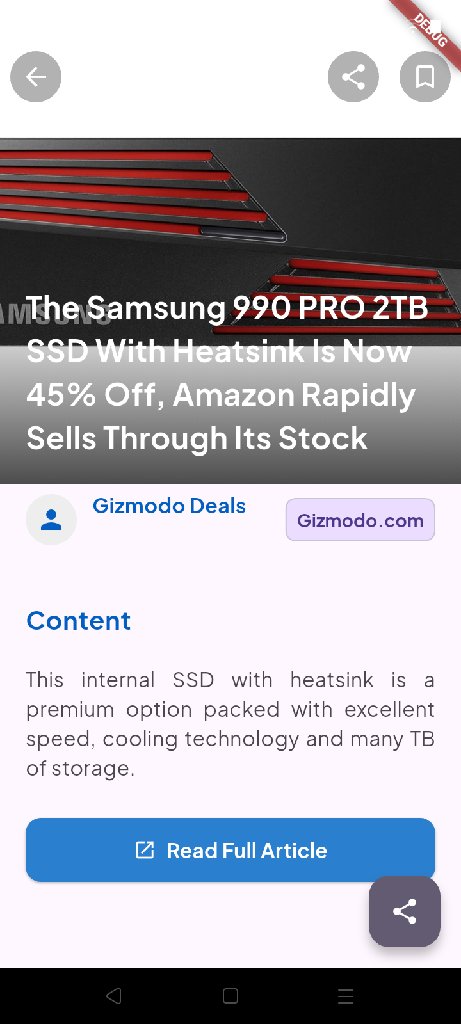 DEBUG
SAMSUNG
The Samsung 990 PRO 2TB
SSD With Heatsink Is Now
45% Off, Amazon Rapidly
Sells Through Its Stock
Gizmodo Deals
Gizmodo.com
Content
This internal SSD with heatsink is a
premium option packed with excellent
speed, cooling technology and many TB
of storage.
Read Full Article